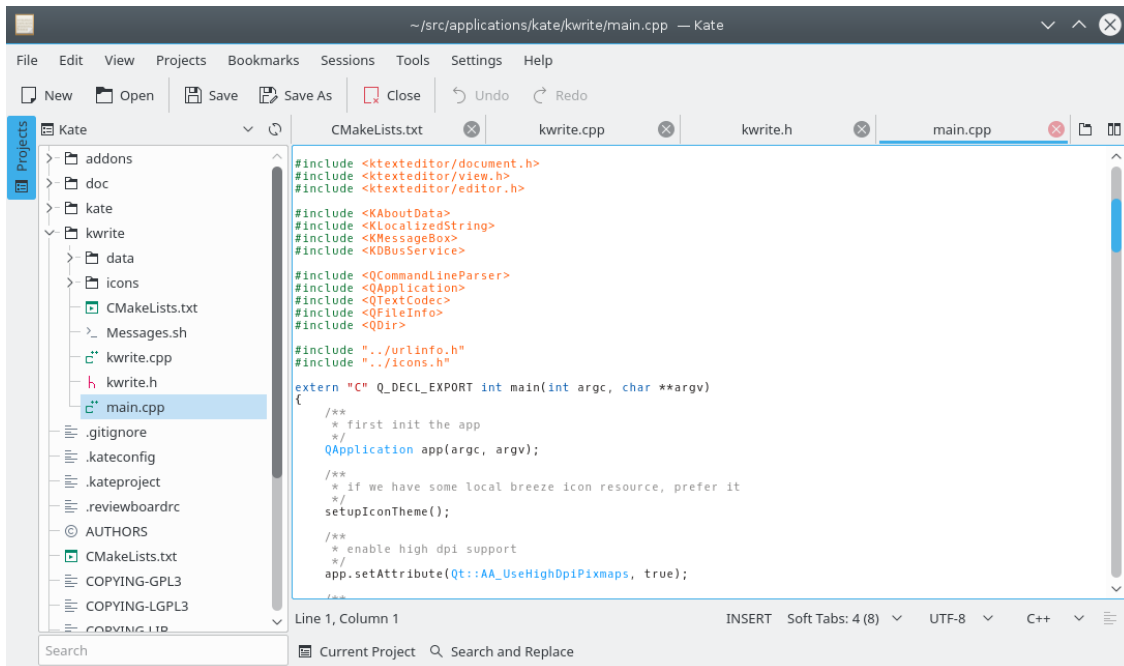 ~/src/applications/kate/kwrite/main.cpp — Kate
File Edit View Projects Bookmarks Sessions Tools Settings Help
New Open Save Save As Close Undo Redo
Projects
Kate
CMakeLists.txt kwrite.cpp kwrite.h main.cpp
addons
doc
kate
kwrite
data
icons
CMakeLists.txt
Messages.sh
kwrite.cpp
kwrite.h
main.cpp
.gitignore
.kateconfig
.kateproject
.reviewboardrc
AUTHORS
CMakeLists.txt
COPYING-GPL3
COPYING-LGPL3
COPYING.LIB
Search
#include <ktexteditor/document.h>
#include <ktexteditor/view.h>
#include <ktexteditor/editor.h>
#include <KAboutData>
#include <KLocalizedString>
#include <KMessageBox>
#include <KDBusService>
#include <QCommandLineParser>
#include <QApplication>
#include <QTextCodec>
#include <QFileInfo>
#include <QDir>
#include "../urlinfo.h"
#include "../icons.h"
extern "C" Q_DECL_EXPORT int main(int argc, char **argv)
{
/**
* first init the app
*/
QApplication app(argc, argv);
/**
* if we have some local breeze icon resource, prefer it
*/
setupIconTheme();
/**
* enable high dpi support
*/
app.setAttribute(Qt::AA_UseHighDpiPixmaps, true);
/**
Line 1, Column 1 INSERT Soft Tabs: 4 (8) UTF-8 C++
Current Project Search and Replace